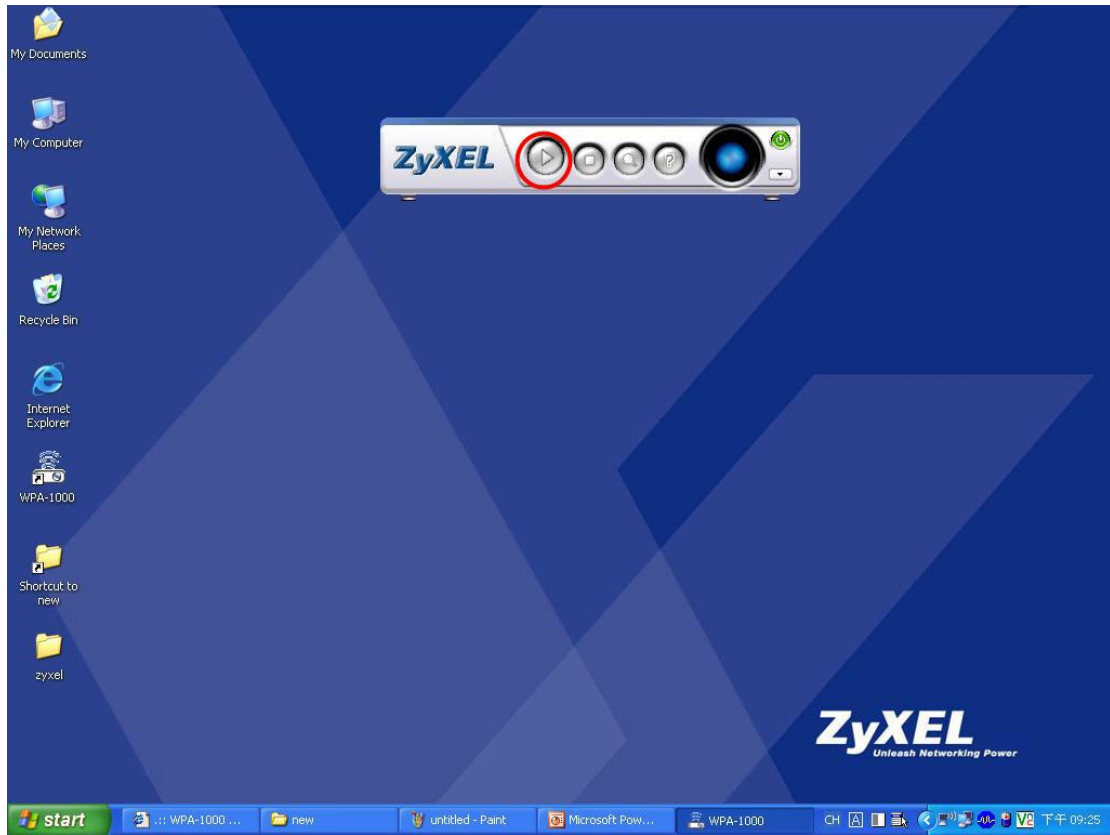 My Documents
My Computer
My Network
Places
Recycle Bin
Internet
Explorer
WPA-1000
Shortcut to
new
zyxel
ZyXEL
?
ZyXEL
Unleash Networking Power
start
.:: WPA-1000 ...
new
untitled - Paint
Microsoft Pow...
WPA-1000
CH
A
V2
下午 09:25